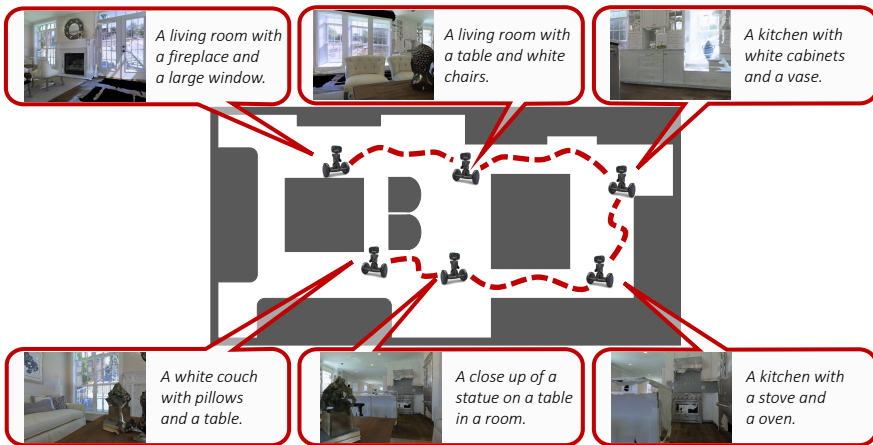 A living room with
a fireplace and
a large window.
A living room with
a table and white
chairs.
A kitchen with
white cabinets
and a vase.
A white couch
with pillows
and a table.
A close up of a
statue on a table
in a room.
A kitchen with
a stove and
a oven.